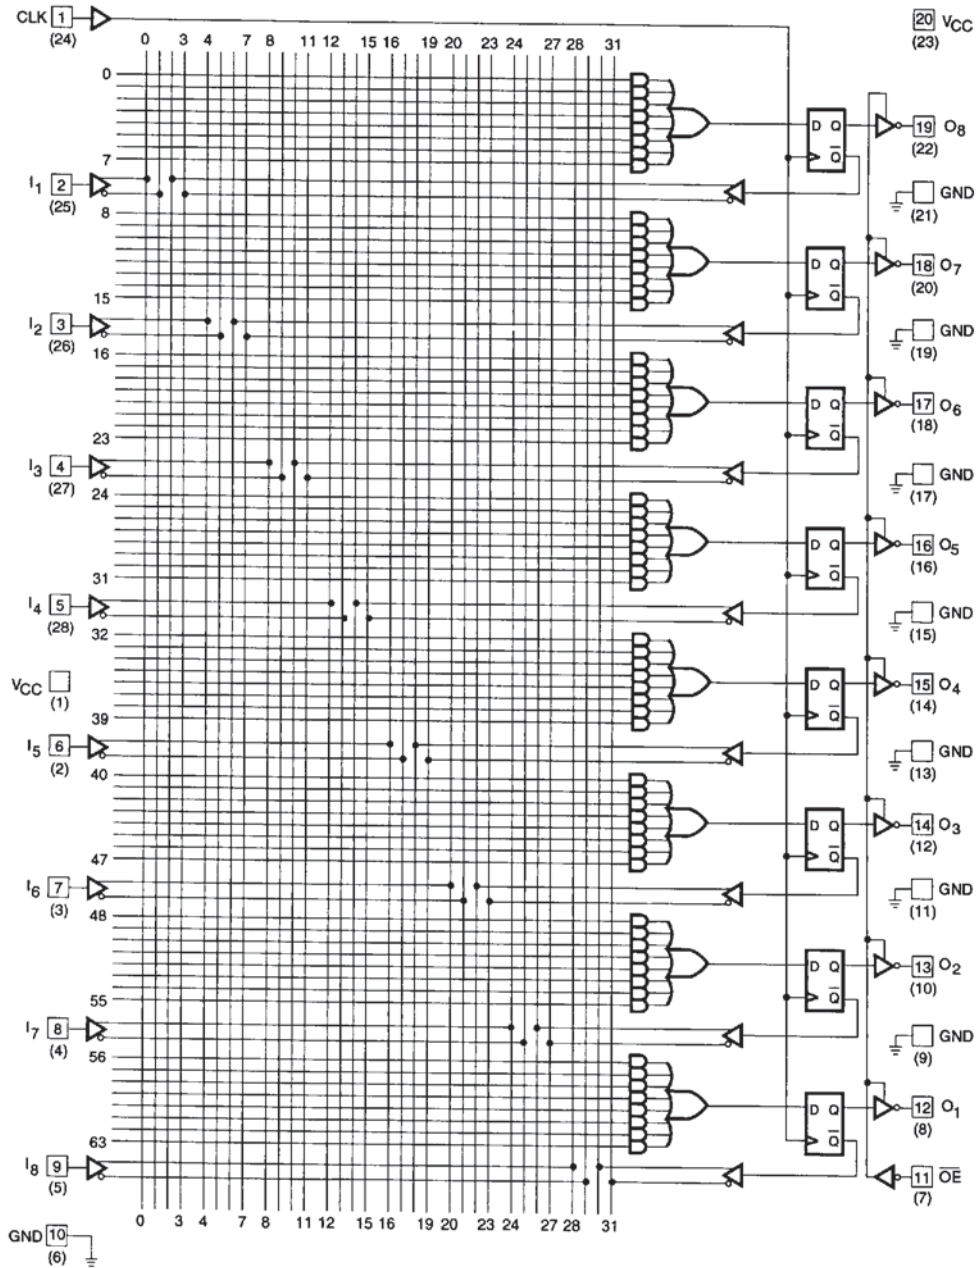 CLK 1 (24)
20 VCC (23)
0 3 4 7 8 11 12 15 16 19 20 23 24 27 28 31
0
7
D Q Q
19 O8 (22)
I1 2 (25)
GND (21)
8
15
D Q Q
18 O7 (20)
I2 3 (26)
GND (19)
16
23
D Q Q
17 O6 (18)
I3 4 (27)
GND (17)
24
31
D Q Q
16 O5 (16)
I4 5 (28)
GND (15)
32
VCC (1)
39
D Q Q
15 O4 (14)
I5 6 (2)
GND (13)
40
47
D Q Q
14 O3 (12)
I6 7 (3)
GND (11)
48
55
D Q Q
13 O2 (10)
I7 8 (4)
GND (9)
56
63
D Q Q
12 O1 (8)
I8 9 (5)
11 OE (7)
0 3 4 7 8 11 12 15 16 19 20 23 24 27 28 31
GND 10 (6)